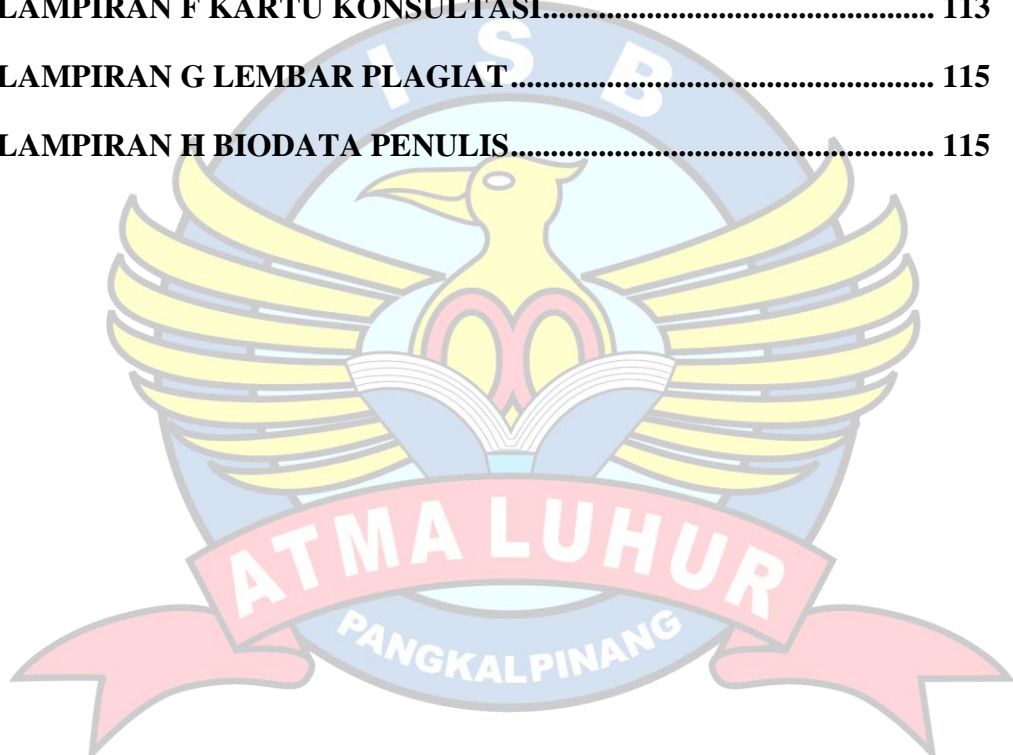 LAMPIRAN F KARTU KONSULTASI................................................. 113
LAMPIRAN G LEMBAR PLAGIAT..................................................... 115
LAMPIRAN H BIODATA PENULIS..................................................... 115
I S B
ATMA LUHUR
PANGKALPINANG